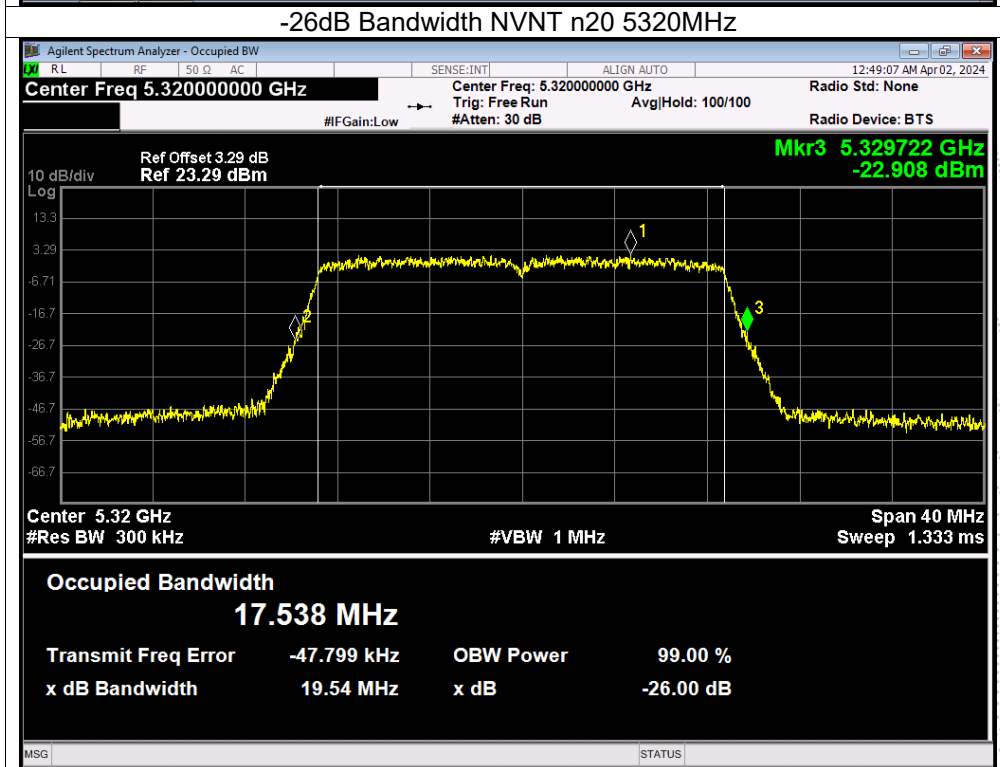 -26dB Bandwidth NVNT n20 5320MHz
Agilent Spectrum Analyzer - Occupied BW
LXI RL RF 50 Ω AC SENSE:INT ALIGN AUTO 12:49:07 AM Apr 02, 2024
Center Freq 5.320000000 GHz Center Freq: 5.320000000 GHz Radio Std: None
Trig: Free Run Avg|Hold: 100/100
#IFGain:Low #Atten: 30 dB Radio Device: BTS
Ref Offset 3.29 dB Mkr3 5.329722 GHz
10 dB/div Ref 23.29 dBm -22.908 dBm
Log
13.3
3.29
-6.71
-16.7
-26.7
-36.7
-46.7
-56.7
-66.7
1
2
3
Center 5.32 GHz Span 40 MHz
#Res BW 300 kHz #VBW 1 MHz Sweep 1.333 ms
Occupied Bandwidth
17.538 MHz
Transmit Freq Error -47.799 kHz OBW Power 99.00 %
x dB Bandwidth 19.54 MHz x dB -26.00 dB
MSG STATUS